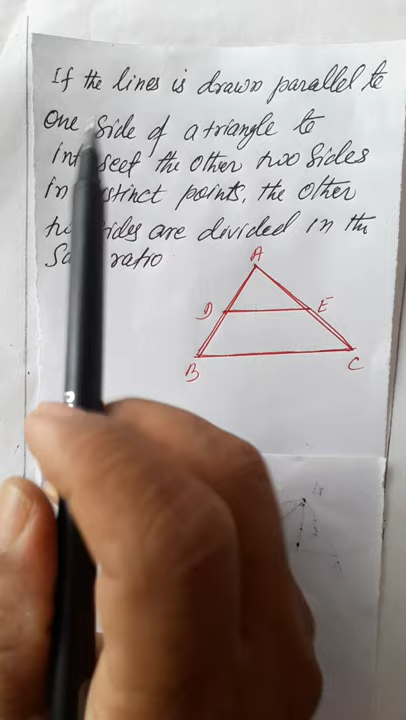 If the lines is drawn parallel to
One side of a triangle to
the other two sides
in points, the other
are divided in the
ratio
A
D
E
B
C